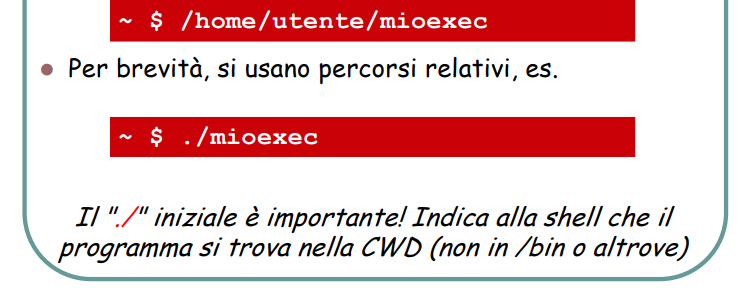 ~ $ /home/utente/mioexec
Per brevità, si usano percorsi relativi, es.
~ $ ./mioexec
Il "./" iniziale è importante! Indica alla shell che il
programma si trova nella CWD (non in /bin o altrove)